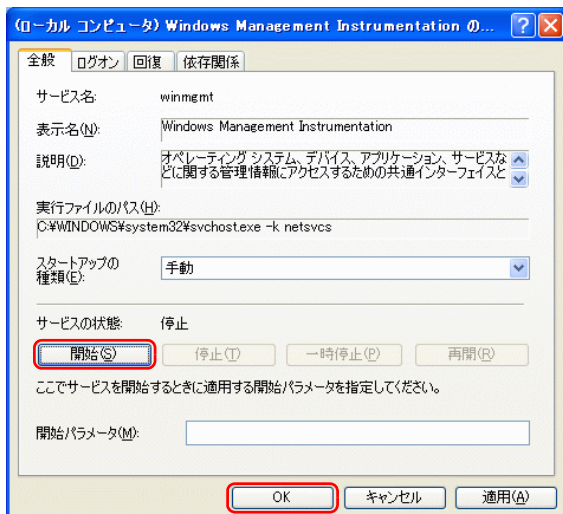 (ローカル コンピュータ) Windows Management Instrumentation の...
全般 ログオン 回復 依存関係
サービス名: winmgmt
表示名(N): Windows Management Instrumentation
説明(D): オペレーティング システム、デバイス、アプリケーション、サービスな
どに関する管理情報にアクセスするための共通インターフェイスと
実行ファイルのパス(H):
C:¥WINDOWS¥system32¥svchost.exe -k netsvcs
スタートアップの
種類(E): 手動
サービスの状態: 停止
開始(S) 停止(T) 一時停止(P) 再開(R)
ここでサービスを開始するときに適用する開始パラメータを指定してください。
開始パラメータ(M):
OK キャンセル 適用(A)